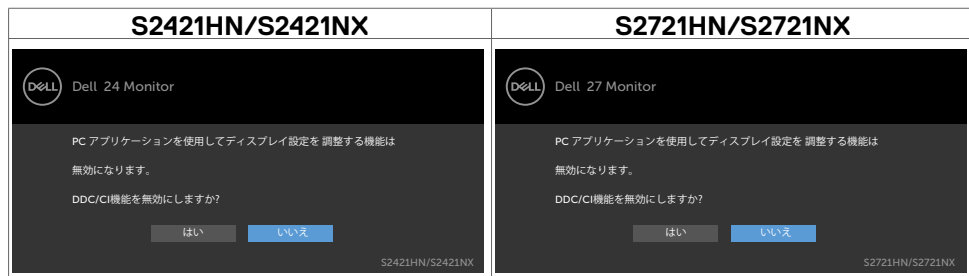 S2421HN/S2421NX
S2721HN/S2721NX
DELL Dell 24 Monitor
PC アプリケーションを使用してディスプレイ設定を 調整する機能は
無効になります。
DDC/CI機能を無効にしますか?
はい いいえ
S2421HN/S2421NX
DELL Dell 27 Monitor
PC アプリケーションを使用してディスプレイ設定を 調整する機能は
無効になります。
DDC/CI機能を無効にしますか?
はい いいえ
S2721HN/S2721NX